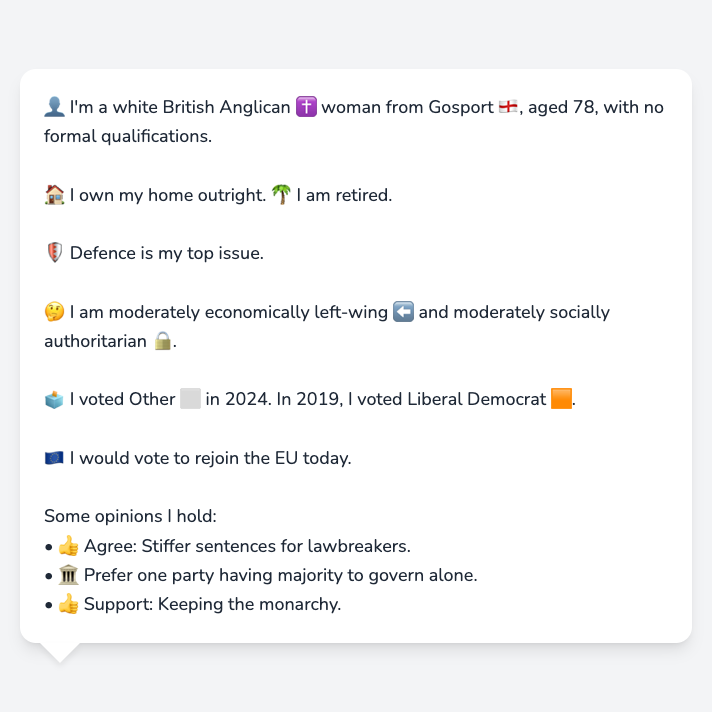 👤 I'm a white British Anglican ✝️ woman from Gosport 🏴󠁧󠁢󠁥󠁮󠁧󠁿, aged 78, with no
formal qualifications.
🏠 I own my home outright. 🌴 I am retired.
🛡️ Defence is my top issue.
🤔 I am moderately economically left-wing ⬅️ and moderately socially
authoritarian 🔒.
🗳️ I voted Other ⬜ in 2024. In 2019, I voted Liberal Democrat 🟧.
🇪🇺 I would vote to rejoin the EU today.
Some opinions I hold:
• 👍 Agree: Stiffer sentences for lawbreakers.
• 🏛️ Prefer one party having majority to govern alone.
• 👍 Support: Keeping the monarchy.